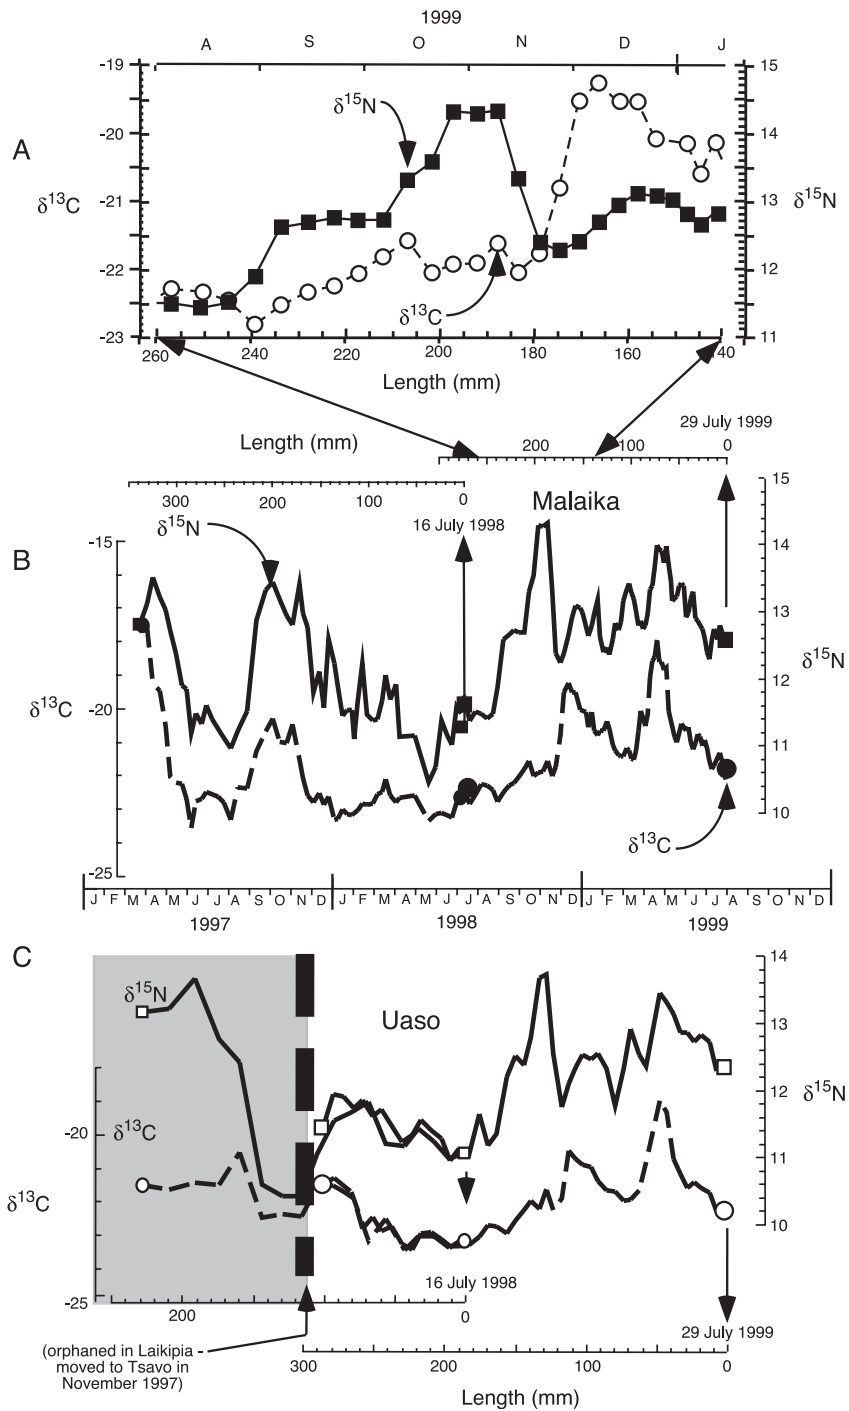 1999
A S O N D J
-19
-20
-21
-22
-23
A
δ13C
δ15N
δ13C
15
14
13
12
11
δ15N
260 240 220 200 180 160 140
Length (mm)
29 July 1999
Length (mm)
200 100 0
300 200 100 0
Malaika
16 July 1998
δ15N
B
-15
-20
-25
δ13C
15
14
13
12
11
10
δ15N
δ13C
J F M A M J J A S O N D J F M A M J J A S O N D J F M A M J J A S O N D
1997 1998 1999
C
δ15N
Uaso
δ13C
-20
-25
δ13C
14
13
12
11
10
δ15N
16 July 1998
200 0
29 July 1999
(orphaned in Laikipia -
moved to Tsavo in
November 1997)
300 200 100 0
Length (mm)